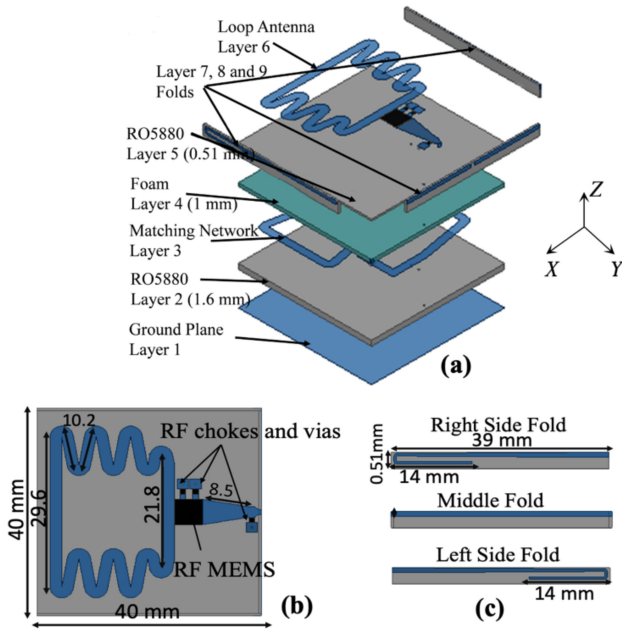 Loop Antenna
Layer 6
Layer 7, 8 and 9
Folds
RO5880
Layer 5 (0.51 mm)
Foam
Layer 4 (1 mm)
Matching Network
Layer 3
RO5880
Layer 2 (1.6 mm)
Ground Plane
Layer 1
Z
X
Y
(a)
10.2
RF chokes and vias
40 mm
29.6
21.8
8.5
RF MEMS
40 mm
(b)
Right Side Fold
39 mm
0.51mm
14 mm
Middle Fold
Left Side Fold
14 mm
(c)